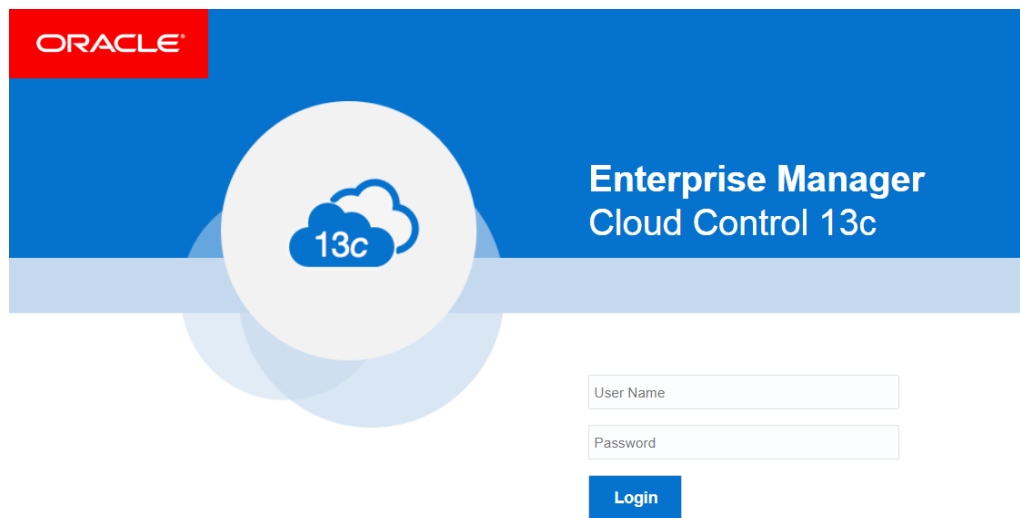 ORACLE®
Enterprise Manager
Cloud Control 13c
13c
User Name
Password
Login